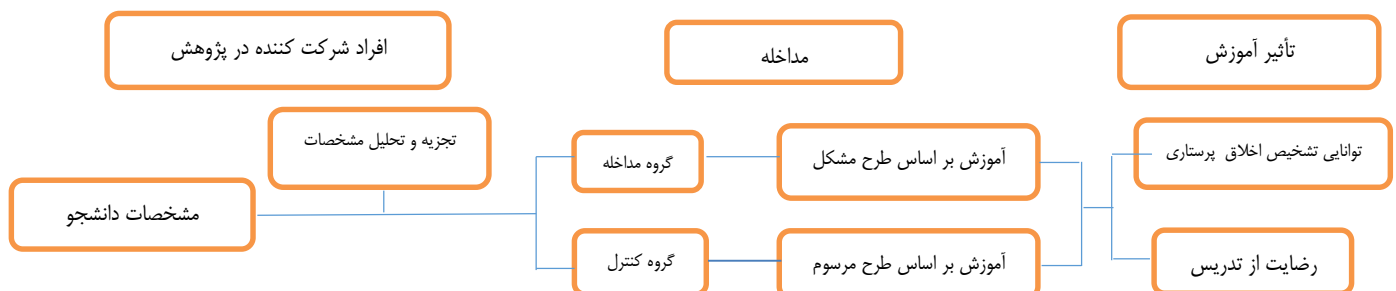 افراد شرکت کننده در پژوهش
مداخله
تأثیر آموزش
تجزیه و تحلیل مشخصات
مشخصات دانشجو
گروه مداخله
آموزش بر اساس طرح مشکل
توانایی تشخیص اخلاق پرستاری
گروه کنترل
آموزش بر اساس طرح مرسوم
رضایت از تدریس